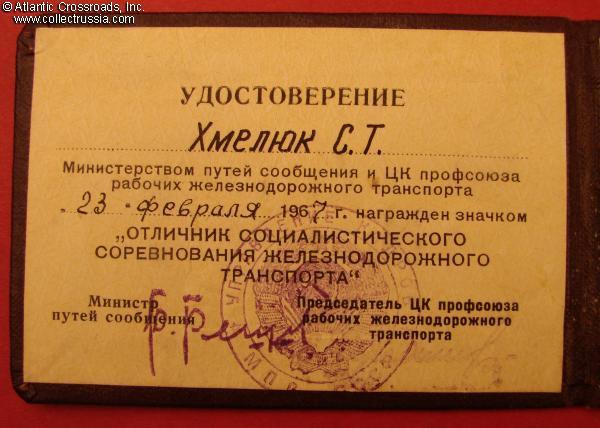 © Atlantic Crossroads, Inc.
www.collectrussia.com
УДОСТОВЕРЕНИЕ
Хмелюк С.Т.
Министерством путей сообщения и ЦК профсоюза
рабочих железнодорожного транспорта
23 февраля 1967 г. награжден значком
„ОТЛИЧНИК СОЦИАЛИСТИЧЕСКОГО
СОРЕВНОВАНИЯ ЖЕЛЕЗНОДОРОЖНОГО
ТРАНСПОРТА“
Министр
путей сообщения
Председатель ЦК профсоюза
рабочих железнодорожного
транспорта